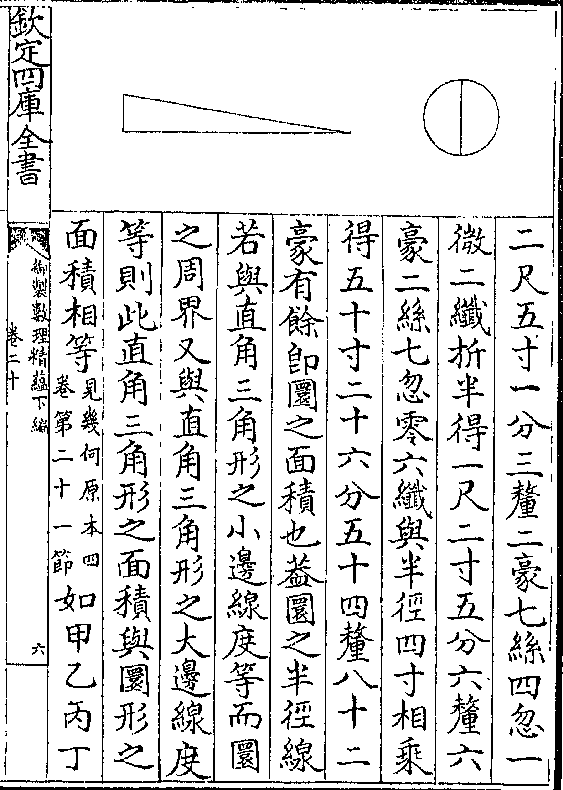 二尺五寸一分三釐二豪七絲四忽一
微二纖折半得一尺二寸五分六釐六
豪二絲七忽零六纖與半徑四寸相乗
得五十寸二十六分五十四釐八十二
豪有餘即圜之面積也葢圜之半徑線
若與直角三角形之小邊線度等而圜
之周界又與直角三角形之大邊線度
等則此直角三角形之面積與圜形之
面積相等見幾何原本四卷第二十一節如甲乙丙丁
欽定四庫全書
御製數理精蘊下編
卷二十
六